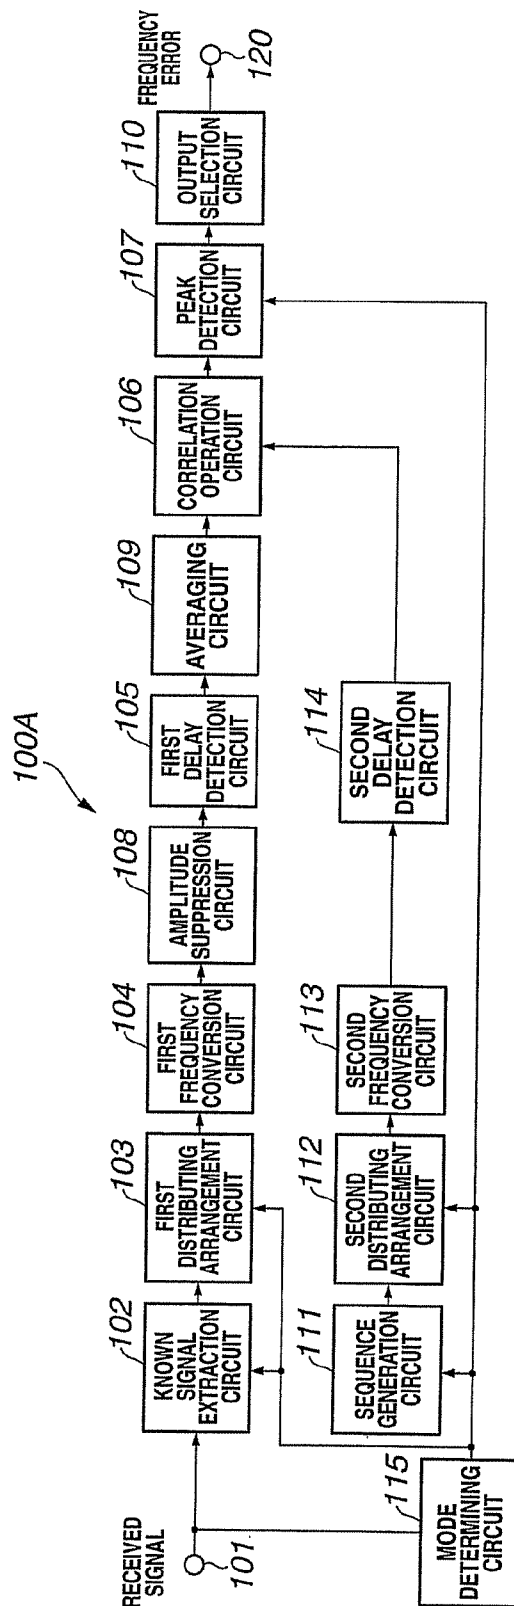 100A
RECEIVED
SIGNAL
101
102
KNOWN
SIGNAL
EXTRACTION
CIRCUIT
103
FIRST
DISTRIBUTING
ARRANGEMENT
CIRCUIT
104
FIRST
FREQUENCY
CONVERSION
CIRCUIT
108
AMPLITUDE
SUPPRESSION
CIRCUIT
105
FIRST
DELAY
DETECTION
CIRCUIT
109
AVERAGING
CIRCUIT
106
CORRELATION
OPERATION
CIRCUIT
107
PEAK
DETECTION
CIRCUIT
110
OUTPUT
SELECTION
CIRCUIT
FREQUENCY
ERROR
120
111
SEQUENCE
GENERATION
CIRCUIT
112
SECOND
DISTRIBUTING
ARRANGEMENT
CIRCUIT
113
SECOND
FREQUENCY
CONVERSION
CIRCUIT
114
SECOND
DELAY
DETECTION
CIRCUIT
115
MODE
DETERMINING
CIRCUIT